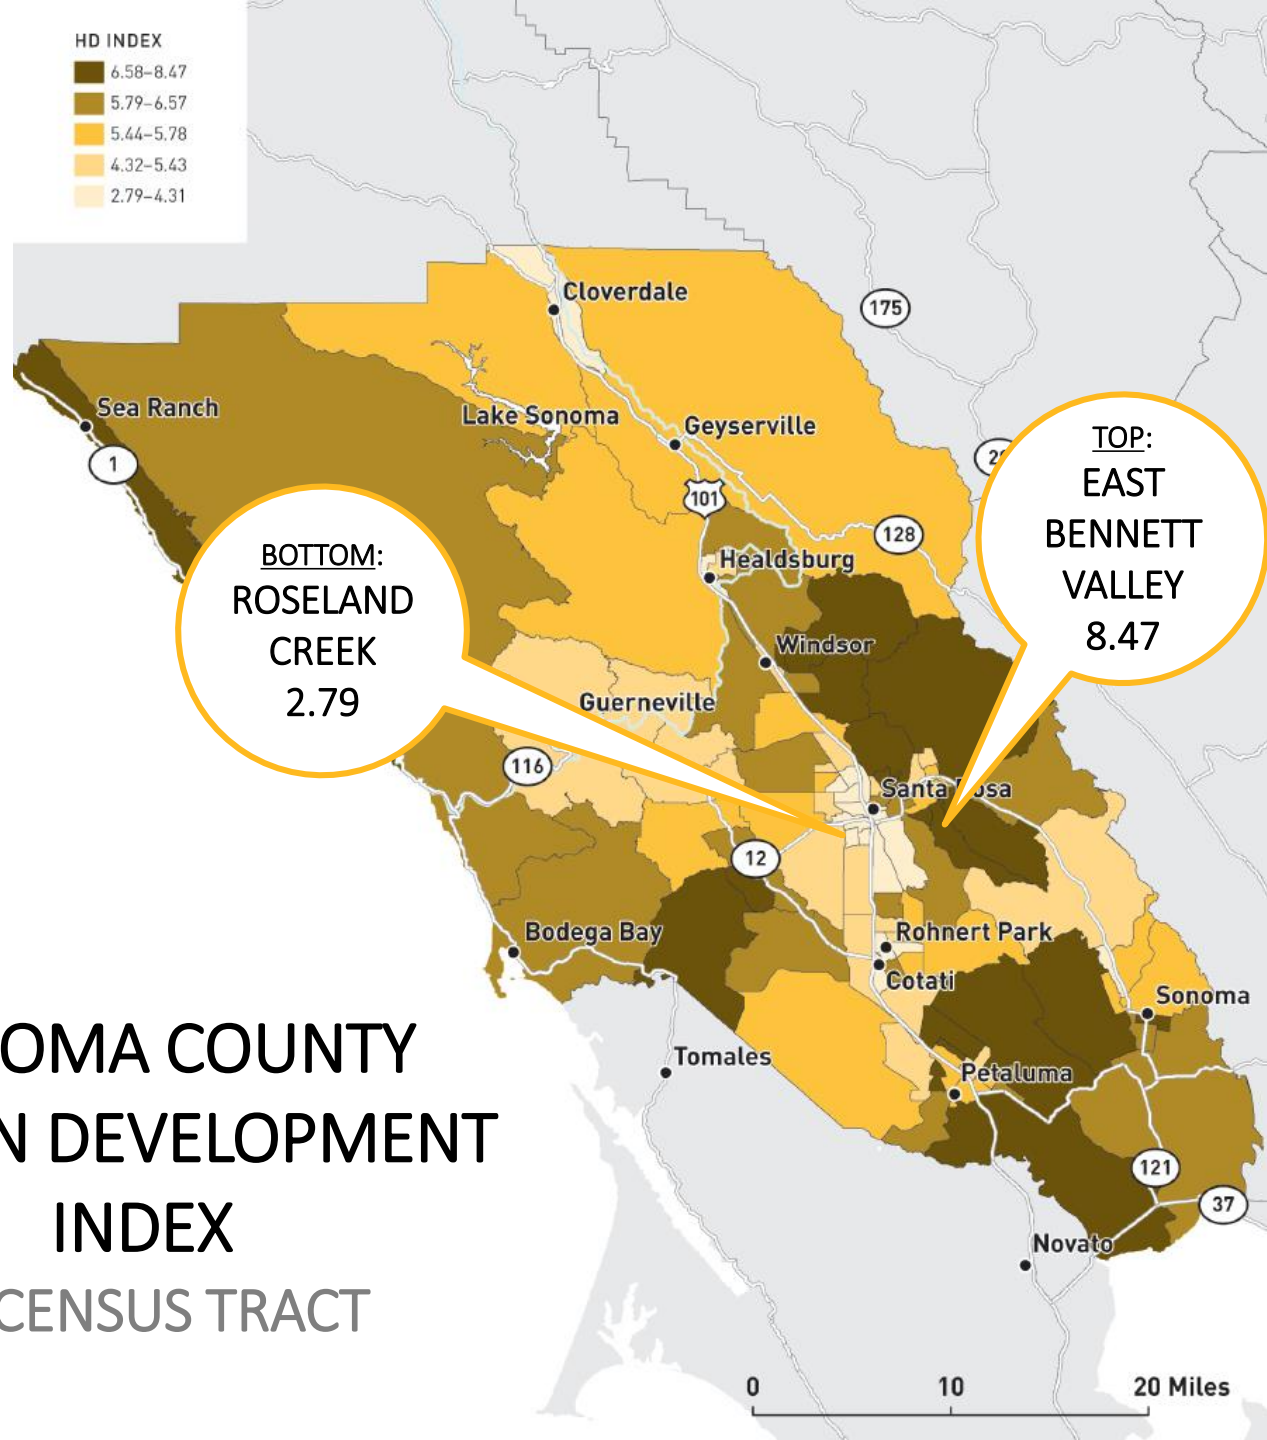 HD INDEX
6.58–8.47
5.79–6.57
5.44–5.78
4.32–5.43
2.79–4.31
Cloverdale
175
Sea Ranch
Lake Sonoma
Geyserville
1
101
128
Healdsburg
TOP:
EAST
BENNETT
VALLEY
8.47
BOTTOM:
ROSELAND
CREEK
2.79
Windsor
Guerneville
116
Santa
12
Bodega Bay
Rohnert Park
Cotati
Sonoma
Tomales
Petaluma
121
37
Novato
OMA COUNTY
N DEVELOPMENT
INDEX
CENSUS TRACT
0 10 20 Miles